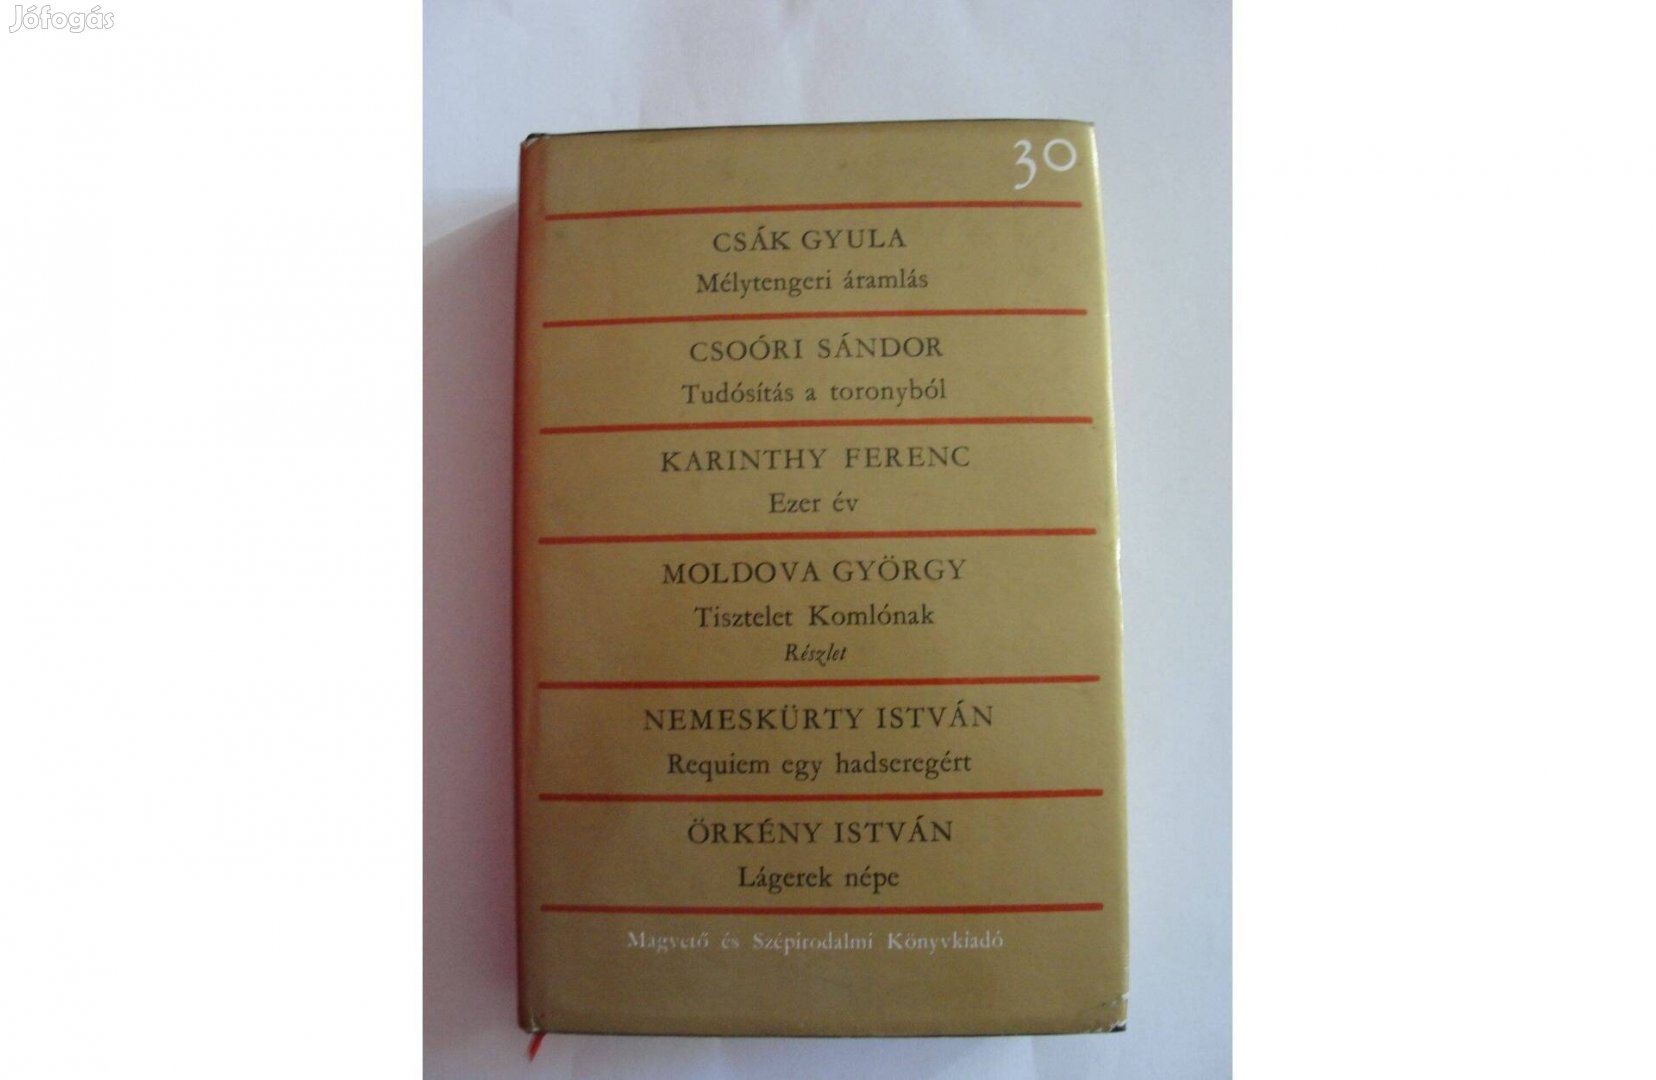 Jófogás
30
CSÁK GYULA
Mélytengeri áramlás
CSOÓRI SÁNDOR
Tudósítás a toronyból
KARINTHY FERENC
Ezer év
MOLDOVA GYÖRGY
Tisztelet Komlónak
Részlet
NEMESKÜRTY ISTVÁN
Requiem egy hadseregért
ÖRKÉNY ISTVÁN
Lágerek népe
Magvető és Szépirodalmi Könyvkiadó